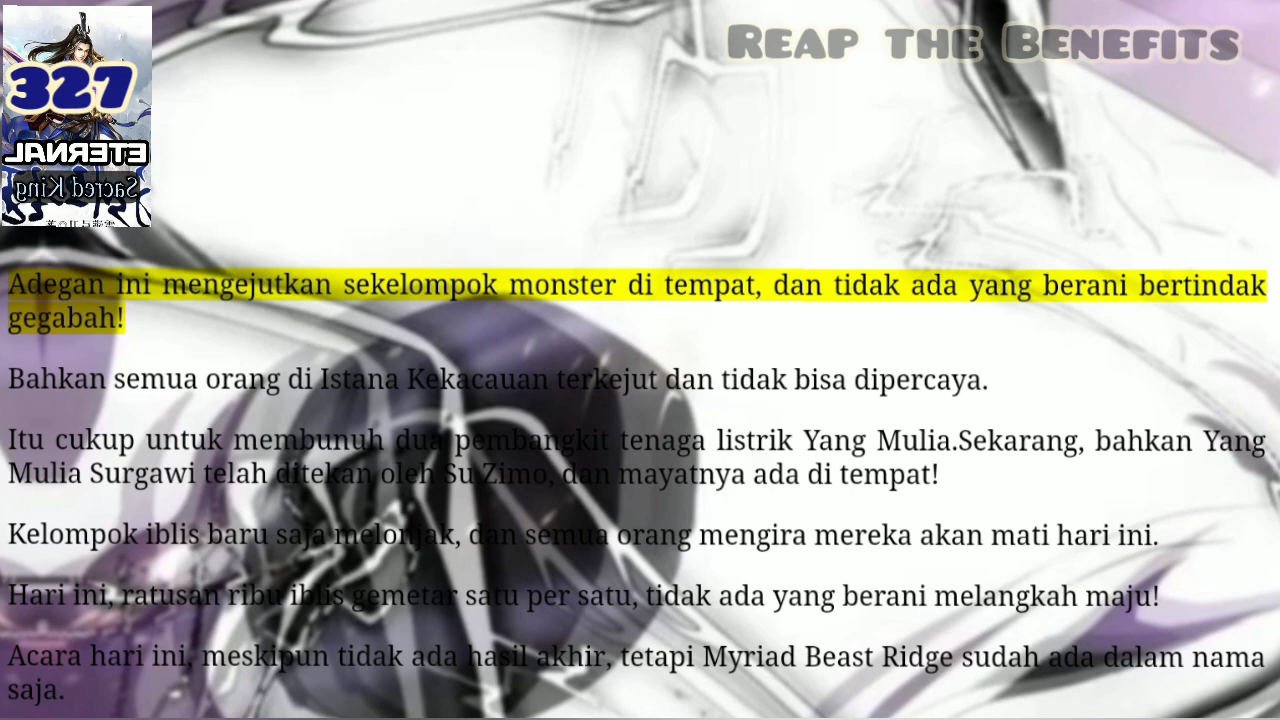 Reap the Benefits
327
ETERNAL
Sacred King
Adegan ini mengejutkan sekelompok monster di tempat, dan tidak ada yang berani bertindak
gegabah!
Bahkan semua orang di Istana Kekacauan terkejut dan tidak bisa dipercaya.
Itu cukup untuk membunuh dua pembangkit tenaga listrik Yang Mulia.Sekarang, bahkan Yang
Mulia Surgawi telah ditekan oleh Su Zimo, dan mayatnya ada di tempat!
Kelompok iblis baru saja melonjak, dan semua orang mengira mereka akan mati hari ini.
Hari ini, ratusan ribu iblis gemetar satu per satu, tidak ada yang berani melangkah maju!
Acara hari ini, meskipun tidak ada hasil akhir, tetapi Myriad Beast Ridge sudah ada dalam nama
saja.